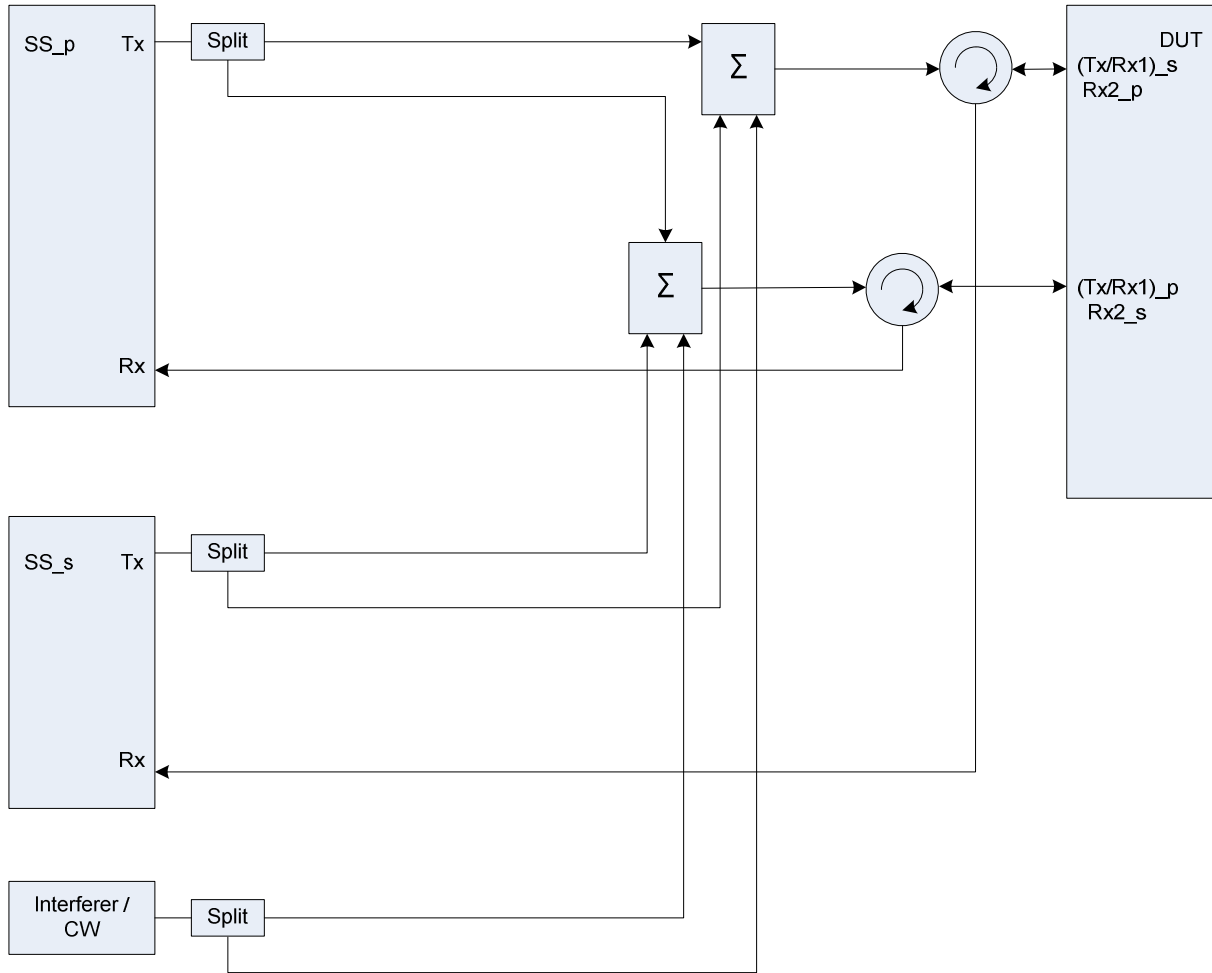 SS_p Tx
Split
Σ
DUT
(Tx/Rx1)_s
Rx2_p
Σ
(Tx/Rx1)_p
Rx2_s
Rx
SS_s Tx
Split
Rx
Interferer /
CW
Split